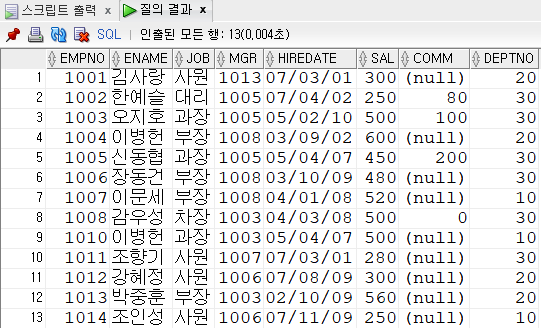 스크립트 출력 x 질의 결과 x
SQL | 인출된 모든 행: 13(0,004초)
EMPNO ENAME JOB MGR HIREDATE SAL COMM DEPTNO
1 1001 김사랑 사원 1013 07/03/01 300 (null) 20
2 1002 한예슬 대리 1005 07/04/02 250 80 30
3 1003 오지호 과장 1005 05/02/10 500 100 30
4 1004 이병헌 부장 1008 03/09/02 600 (null) 20
5 1005 신동협 과장 1005 05/04/07 450 200 30
6 1006 장동건 부장 1008 03/10/09 480 (null) 30
7 1007 이문세 부장 1008 04/01/08 520 (null) 10
8 1008 감우성 차장 1003 04/03/08 500 0 30
9 1010 이병헌 과장 1003 05/04/07 500 (null) 10
10 1011 조향기 사원 1007 07/03/01 280 (null) 30
11 1012 강혜정 사원 1006 07/08/09 300 (null) 20
12 1013 박중훈 부장 1003 02/10/09 560 (null) 20
13 1014 조인성 사원 1006 07/11/09 250 (null) 10